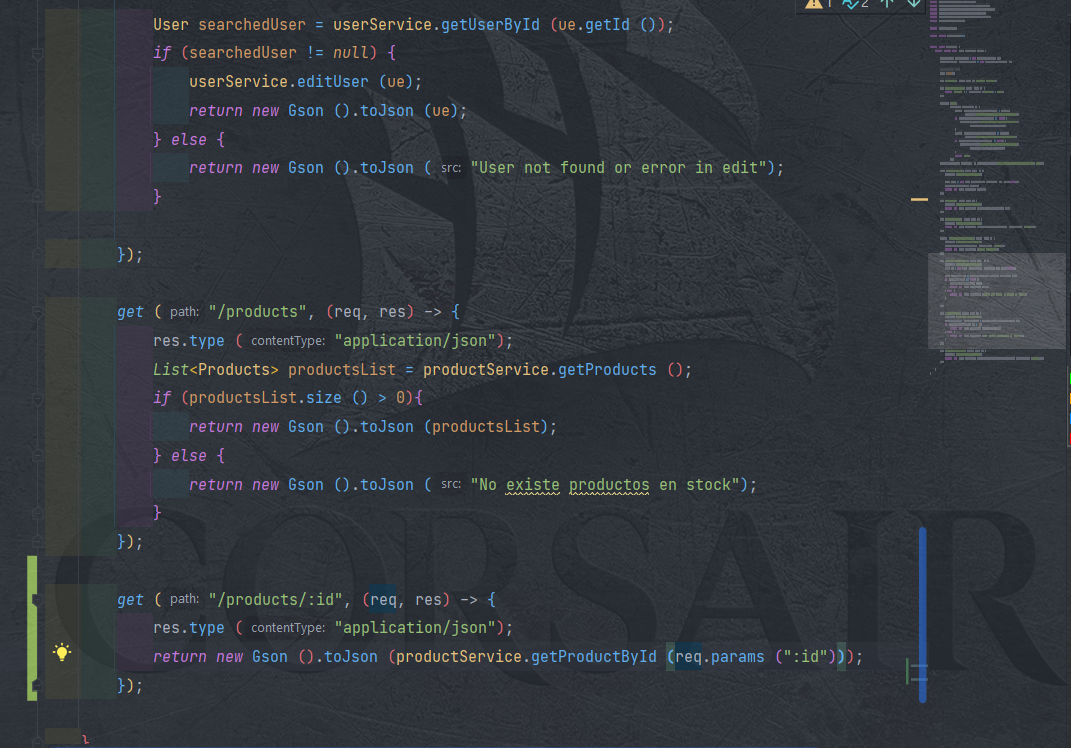 1 2
User searchedUser = userService.getUserById (ue.getId ());
if (searchedUser != null) {
userService.editUser (ue);
return new Gson ().toJson (ue);
} else {
return new Gson ().toJson ( src: "User not found or error in edit");
}
});
get ( path: "/products", (req, res) -> {
res.type ( contentType: "application/json");
List<Products> productsList = productService.getProducts ();
if (productsList.size () > 0){
return new Gson ().toJson (productsList);
} else {
return new Gson ().toJson ( src: "No existe productos en stock");
}
});
get ( path: "/products/:id", (req, res) -> {
res.type ( contentType: "application/json");
return new Gson ().toJson (productService.getProductById (req.params (":id")));
});
}
CORSAIR